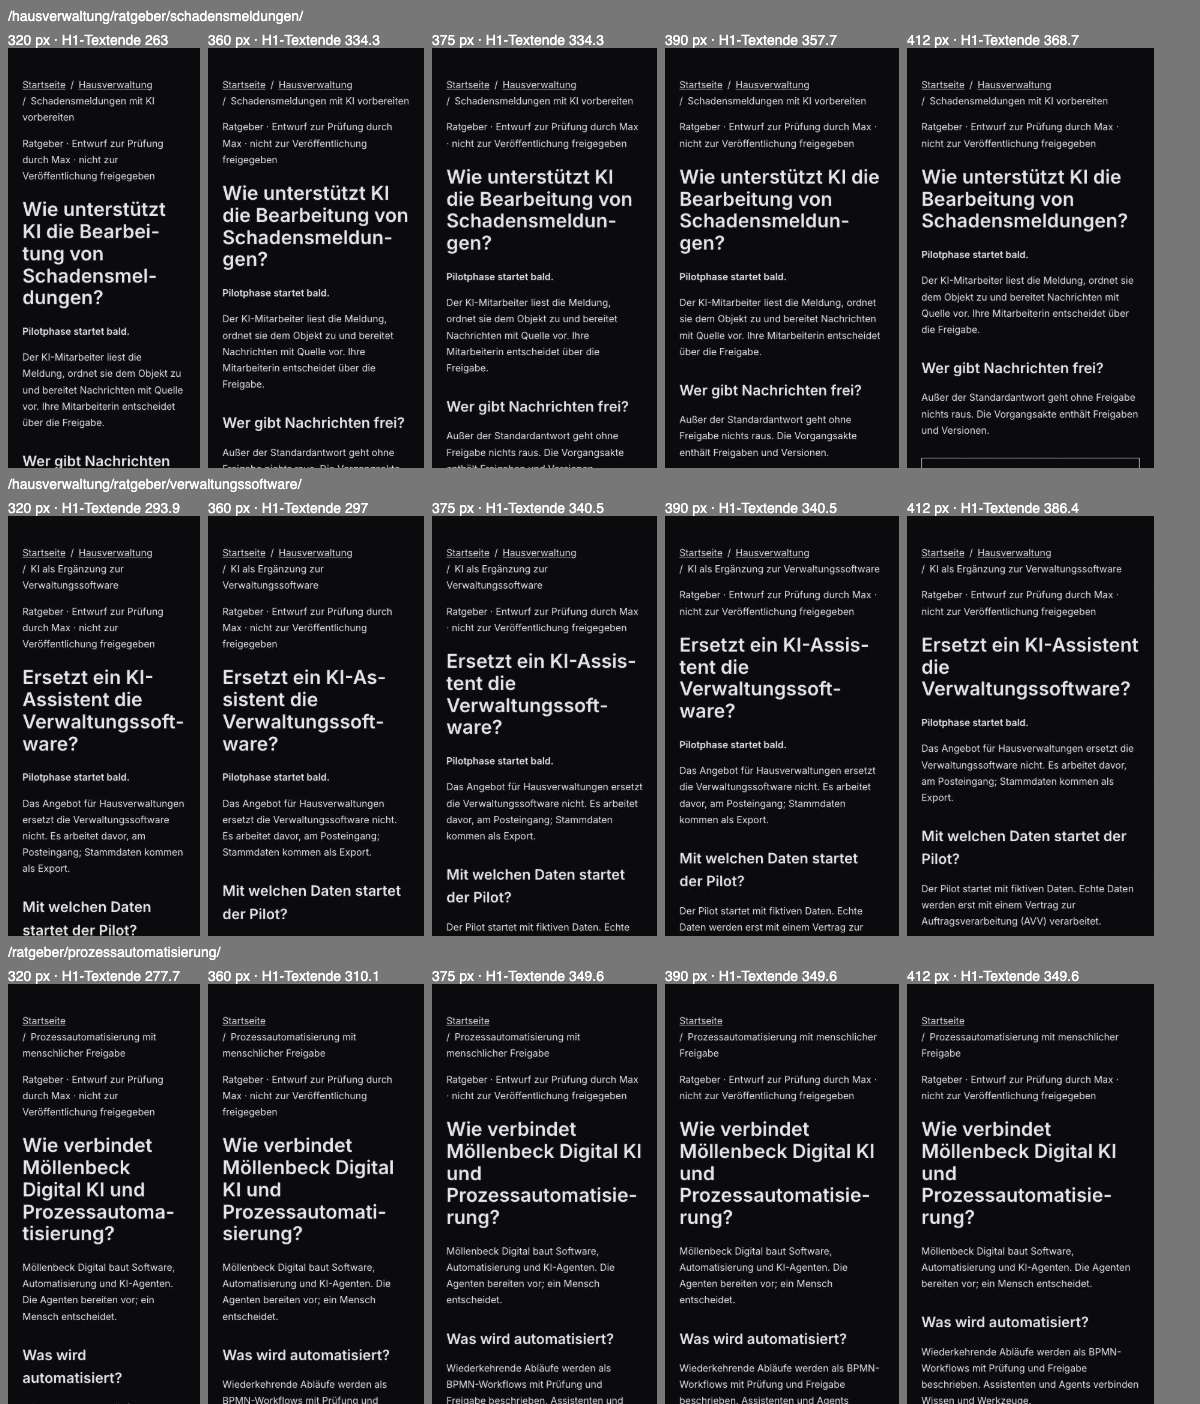 /hausverwaltung/ratgeber/schadensmeldungen/
320 px · H1-Textende 263
Startseite / Hausverwaltung
/ Schadensmeldungen mit KI
vorbereiten
Ratgeber · Entwurf zur Prüfung
durch Max · nicht zur
Veröffentlichung freigegeben
Wie unterstützt
KI die Bearbei-
tung von
Schadensmel-
dungen?
Pilotphase startet bald.
Der KI-Mitarbeiter liest die
Meldung, ordnet sie dem Objekt zu
und bereitet Nachrichten mit Quelle
vor. Ihre Mitarbeiterin entscheidet
über die Freigabe.
Wer gibt Nachrichten
360 px · H1-Textende 334.3
Startseite / Hausverwaltung
/ Schadensmeldungen mit KI vorbereiten
Ratgeber · Entwurf zur Prüfung durch
Max · nicht zur Veröffentlichung
freigegeben
Wie unterstützt KI
die Bearbeitung von
Schadensmeldun-
gen?
Pilotphase startet bald.
Der KI-Mitarbeiter liest die Meldung,
ordnet sie dem Objekt zu und bereitet
Nachrichten mit Quelle vor. Ihre
Mitarbeiterin entscheidet über die
Freigabe.
Wer gibt Nachrichten frei?
Außer der Standardantwort geht ohne
Freigabe nichts raus. Die Vorgangsakte
375 px · H1-Textende 334.3
Startseite / Hausverwaltung
/ Schadensmeldungen mit KI vorbereiten
Ratgeber · Entwurf zur Prüfung durch Max
· nicht zur Veröffentlichung freigegeben
Wie unterstützt KI
die Bearbeitung von
Schadensmeldun-
gen?
Pilotphase startet bald.
Der KI-Mitarbeiter liest die Meldung,
ordnet sie dem Objekt zu und bereitet
Nachrichten mit Quelle vor. Ihre
Mitarbeiterin entscheidet über die
Freigabe.
Wer gibt Nachrichten frei?
Außer der Standardantwort geht ohne
Freigabe nichts raus. Die Vorgangsakte
enthält Freigaben und Versionen.
390 px · H1-Textende 357.7
Startseite / Hausverwaltung
/ Schadensmeldungen mit KI vorbereiten
Ratgeber · Entwurf zur Prüfung durch Max ·
nicht zur Veröffentlichung freigegeben
Wie unterstützt KI die
Bearbeitung von
Schadensmeldun-
gen?
Pilotphase startet bald.
Der KI-Mitarbeiter liest die Meldung, ordnet
sie dem Objekt zu und bereitet Nachrichten
mit Quelle vor. Ihre Mitarbeiterin entscheidet
über die Freigabe.
Wer gibt Nachrichten frei?
Außer der Standardantwort geht ohne
Freigabe nichts raus. Die Vorgangsakte
enthält Freigaben und Versionen.
412 px · H1-Textende 368.7
Startseite / Hausverwaltung
/ Schadensmeldungen mit KI vorbereiten
Ratgeber · Entwurf zur Prüfung durch Max ·
nicht zur Veröffentlichung freigegeben
Wie unterstützt KI die
Bearbeitung von
Schadensmeldungen?
Pilotphase startet bald.
Der KI-Mitarbeiter liest die Meldung, ordnet sie
dem Objekt zu und bereitet Nachrichten mit
Quelle vor. Ihre Mitarbeiterin entscheidet über
die Freigabe.
Wer gibt Nachrichten frei?
Außer der Standardantwort geht ohne Freigabe
nichts raus. Die Vorgangsakte enthält Freigaben
und Versionen.
/hausverwaltung/ratgeber/verwaltungssoftware/
320 px · H1-Textende 293.9
Startseite / Hausverwaltung
/ KI als Ergänzung zur
Verwaltungssoftware
Ratgeber · Entwurf zur Prüfung
durch Max · nicht zur
Veröffentlichung freigegeben
Ersetzt ein KI-
Assistent die
Verwaltungssoft-
ware?
Pilotphase startet bald.
Das Angebot für Hausverwaltungen
ersetzt die Verwaltungssoftware
nicht. Es arbeitet davor, am
Posteingang; Stammdaten kommen
als Export.
Mit welchen Daten
startet der Pilot?
360 px · H1-Textende 297
Startseite / Hausverwaltung
/ KI als Ergänzung zur
Verwaltungssoftware
Ratgeber · Entwurf zur Prüfung durch
Max · nicht zur Veröffentlichung
freigegeben
Ersetzt ein KI-As-
sistent die
Verwaltungssoft-
ware?
Pilotphase startet bald.
Das Angebot für Hausverwaltungen
ersetzt die Verwaltungssoftware nicht.
Es arbeitet davor, am Posteingang;
Stammdaten kommen als Export.
Mit welchen Daten startet
der Pilot?
375 px · H1-Textende 340.5
Startseite / Hausverwaltung
/ KI als Ergänzung zur
Verwaltungssoftware
Ratgeber · Entwurf zur Prüfung durch Max
· nicht zur Veröffentlichung freigegeben
Ersetzt ein KI-Assis-
tent die
Verwaltungssoft-
ware?
Pilotphase startet bald.
Das Angebot für Hausverwaltungen ersetzt
die Verwaltungssoftware nicht. Es arbeitet
davor, am Posteingang; Stammdaten
kommen als Export.
Mit welchen Daten startet
der Pilot?
Der Pilot startet mit fiktiven Daten. Echte
390 px · H1-Textende 340.5
Startseite / Hausverwaltung
/ KI als Ergänzung zur Verwaltungssoftware
Ratgeber · Entwurf zur Prüfung durch Max ·
nicht zur Veröffentlichung freigegeben
Ersetzt ein KI-Assis-
tent die
Verwaltungssoft-
ware?
Pilotphase startet bald.
Das Angebot für Hausverwaltungen ersetzt
die Verwaltungssoftware nicht. Es arbeitet
davor, am Posteingang; Stammdaten
kommen als Export.
Mit welchen Daten startet
der Pilot?
Der Pilot startet mit fiktiven Daten. Echte
Daten werden erst mit einem Vertrag zur
412 px · H1-Textende 386.4
Startseite / Hausverwaltung
/ KI als Ergänzung zur Verwaltungssoftware
Ratgeber · Entwurf zur Prüfung durch Max ·
nicht zur Veröffentlichung freigegeben
Ersetzt ein KI-Assistent
die
Verwaltungssoftware?
Pilotphase startet bald.
Das Angebot für Hausverwaltungen ersetzt die
Verwaltungssoftware nicht. Es arbeitet davor,
am Posteingang; Stammdaten kommen als
Export.
Mit welchen Daten startet der
Pilot?
Der Pilot startet mit fiktiven Daten. Echte Daten
werden erst mit einem Vertrag zur
Auftragsverarbeitung (AVV) verarbeitet.
/ratgeber/prozessautomatisierung/
320 px · H1-Textende 277.7
Startseite
/ Prozessautomatisierung mit
menschlicher Freigabe
Ratgeber · Entwurf zur Prüfung
durch Max · nicht zur
Veröffentlichung freigegeben
Wie verbindet
Möllenbeck
Digital KI und
Prozessautoma-
tisierung?
Möllenbeck Digital baut Software,
Automatisierung und KI-Agenten.
Die Agenten bereiten vor; ein
Mensch entscheidet.
Was wird
automatisiert?
360 px · H1-Textende 310.1
Startseite
/ Prozessautomatisierung mit
menschlicher Freigabe
Ratgeber · Entwurf zur Prüfung durch
Max · nicht zur Veröffentlichung
freigegeben
Wie verbindet
Möllenbeck Digital
KI und
Prozessautomati-
sierung?
Möllenbeck Digital baut Software,
Automatisierung und KI-Agenten. Die
Agenten bereiten vor; ein Mensch
entscheidet.
Was wird automatisiert?
Wiederkehrende Abläufe werden als
BPMN-Workflows mit Prüfung und
375 px · H1-Textende 349.6
Startseite
/ Prozessautomatisierung mit
menschlicher Freigabe
Ratgeber · Entwurf zur Prüfung durch Max
· nicht zur Veröffentlichung freigegeben
Wie verbindet
Möllenbeck Digital KI
und
Prozessautomatisie-
rung?
Möllenbeck Digital baut Software,
Automatisierung und KI-Agenten. Die
Agenten bereiten vor; ein Mensch
entscheidet.
Was wird automatisiert?
Wiederkehrende Abläufe werden als
BPMN-Workflows mit Prüfung und
Freigabe beschrieben. Assistenten und
390 px · H1-Textende 349.6
Startseite
/ Prozessautomatisierung mit menschlicher
Freigabe
Ratgeber · Entwurf zur Prüfung durch Max ·
nicht zur Veröffentlichung freigegeben
Wie verbindet
Möllenbeck Digital KI
und
Prozessautomatisie-
rung?
Möllenbeck Digital baut Software,
Automatisierung und KI-Agenten. Die
Agenten bereiten vor; ein Mensch
entscheidet.
Was wird automatisiert?
Wiederkehrende Abläufe werden als BPMN-
Workflows mit Prüfung und Freigabe
beschrieben. Assistenten und Agents
412 px · H1-Textende 349.6
Startseite
/ Prozessautomatisierung mit menschlicher
Freigabe
Ratgeber · Entwurf zur Prüfung durch Max ·
nicht zur Veröffentlichung freigegeben
Wie verbindet
Möllenbeck Digital KI
und
Prozessautomatisie-
rung?
Möllenbeck Digital baut Software,
Automatisierung und KI-Agenten. Die Agenten
bereiten vor; ein Mensch entscheidet.
Was wird automatisiert?
Wiederkehrende Abläufe werden als BPMN-
Workflows mit Prüfung und Freigabe
beschrieben. Assistenten und Agents verbinden
Wissen und Werkzeuge.